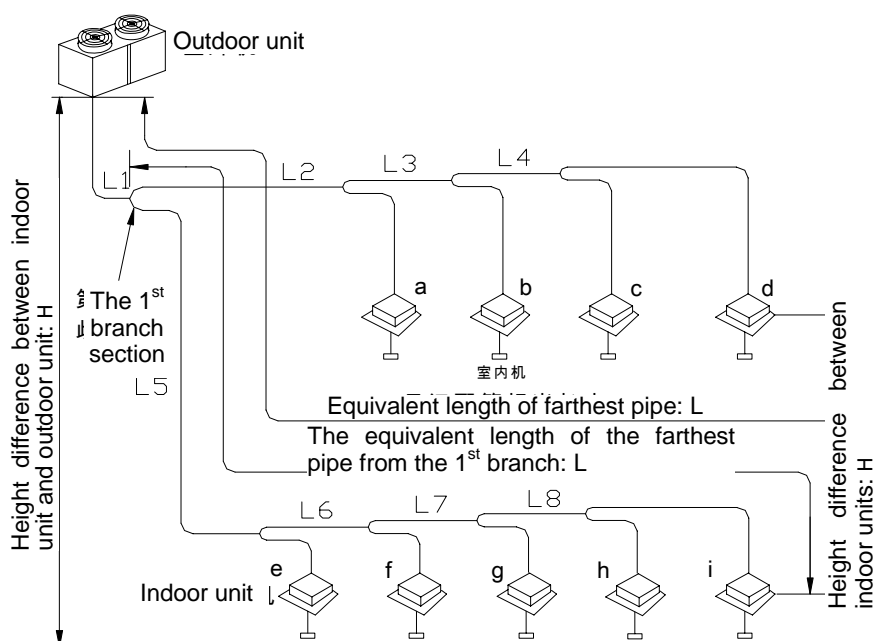 Outdoor unit
L1
L2
L3
L4
a
b
c
d
The 1st
branch
section
L5
室内机
Equivalent length of farthest pipe: L
The equivalent length of the farthest
pipe from the 1st branch: L
Height difference between indoor
unit and outdoor unit: H
Height difference between
indoor units: H
L6
L7
L8
e
f
g
h
i
Indoor unit